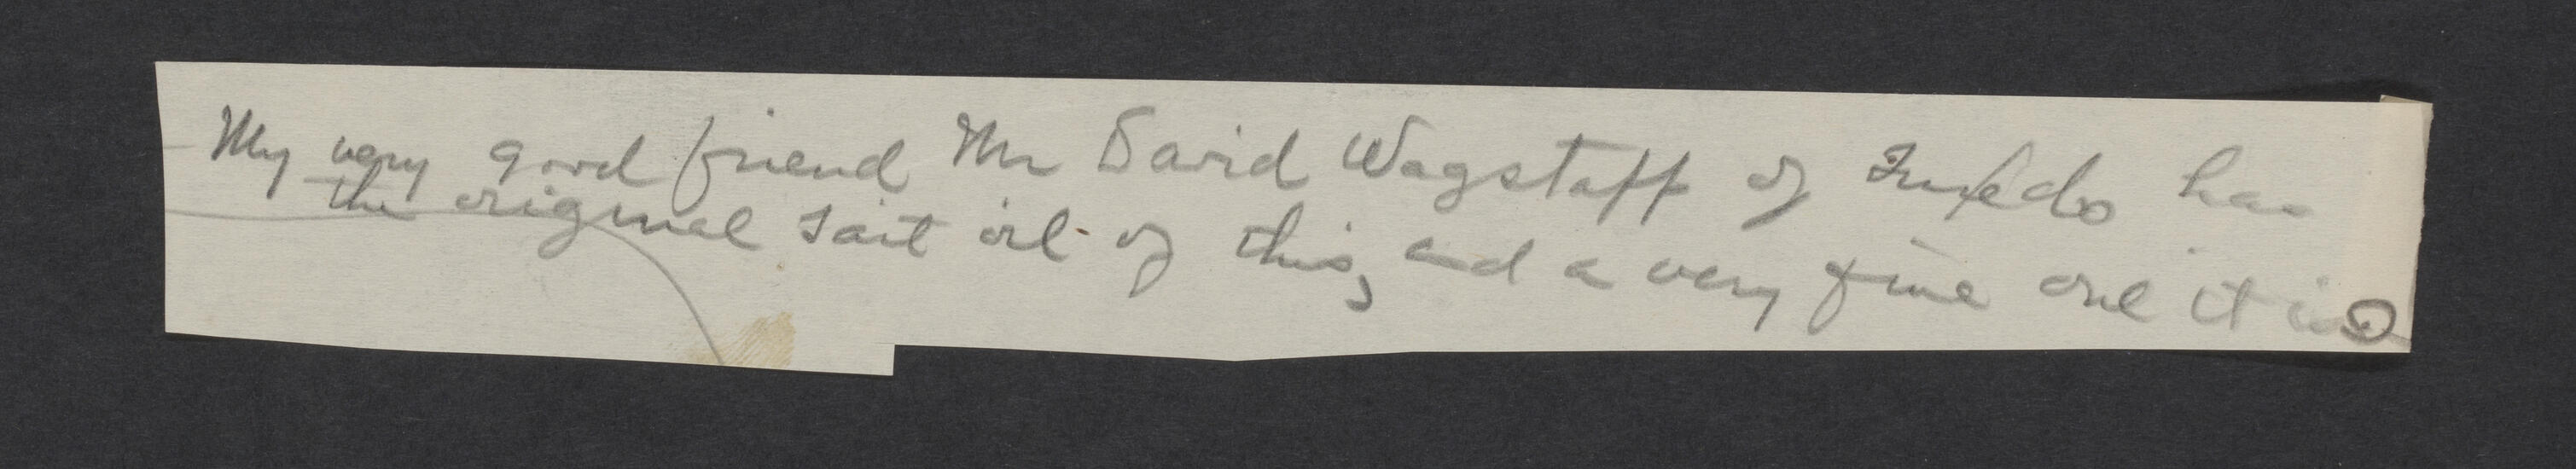 My very good friend Mr David Wagstaff of Tuxedo has
the original Tait oil of this, and a very fine one it is